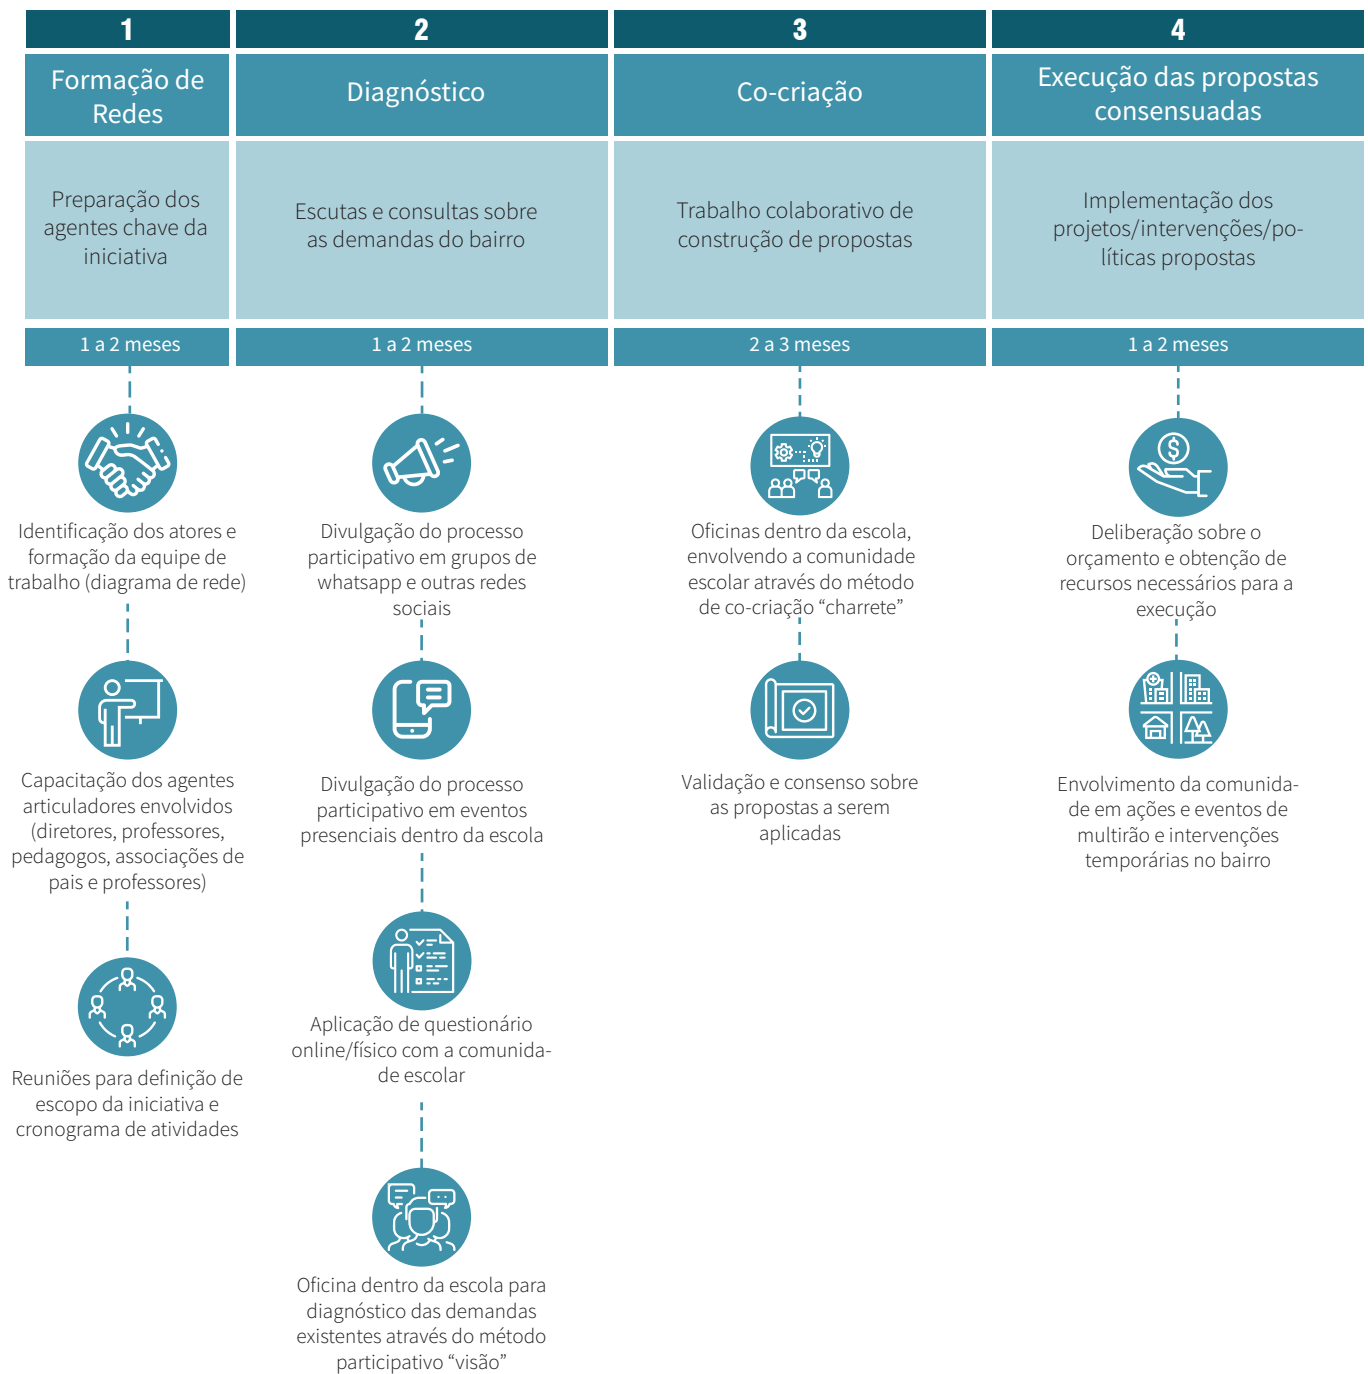 1
Formação de
Redes
Preparação dos
agentes chave da
iniciativa
1 a 2 meses
Identificação dos atores e
formação da equipe de
trabalho (diagrama de rede)
Capacitação dos agentes
articuladores envolvidos
(diretores, professores,
pedagogos, associações de
pais e professores)
Reuniões para definição de
escopo da iniciativa e
cronograma de atividades
2
Diagnóstico
Escutas e consultas sobre
as demandas do bairro
1 a 2 meses
Divulgação do processo
participativo em grupos de
whatsapp e outras redes
sociais
Divulgação do processo
participativo em eventos
presenciais dentro da escola
Aplicação de questionário
online/físico com a comunida-
de escolar
Oficina dentro da escola para
diagnóstico das demandas
existentes através do método
participativo “visão”
3
Co-criação
Trabalho colaborativo de
construção de propostas
2 a 3 meses
Oficinas dentro da escola,
envolvendo a comunidade
escolar através do método
de co-criação “charrete”
Validação e consenso sobre
as propostas a serem
aplicadas
4
Execução das propostas
consensuadas
Implementação dos
projetos/intervenções/po-
líticas propostas
1 a 2 meses
$
Deliberação sobre o
orçamento e obtenção de
recursos necessários para a
execução
Envolvimento da comunida-
de em ações e eventos de
multirão e intervenções
temporárias no bairro